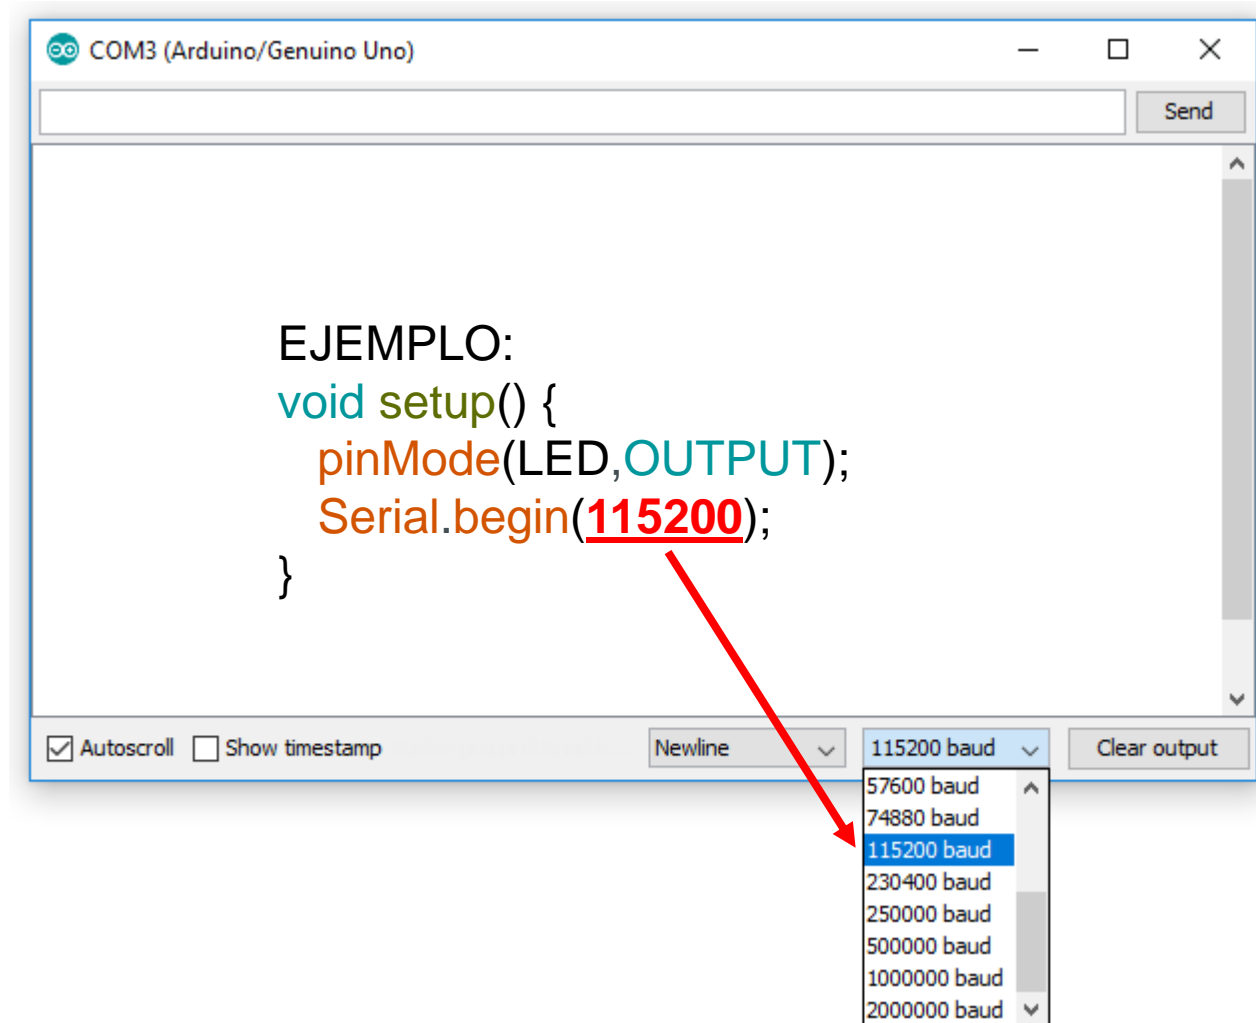 COM3 (Arduino/Genuino Uno)
Send
EJEMPLO:
void setup() {
pinMode(LED,OUTPUT);
Serial.begin(115200);
}
Autoscroll Show timestamp Newline 115200 baud Clear output
57600 baud
74880 baud
115200 baud
230400 baud
250000 baud
500000 baud
1000000 baud
2000000 baud